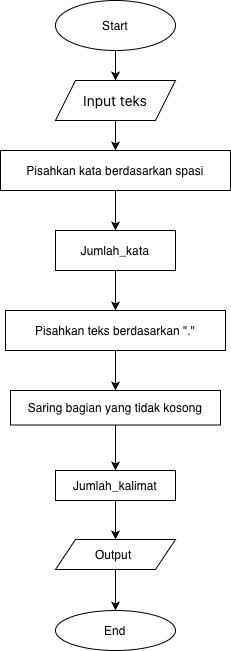 Start
Input teks
Pisahkan kata berdasarkan spasi
Jumlah_kata
Pisahkan teks berdasarkan "."
Saring bagian yang tidak kosong
Jumlah_kalimat
Output
End